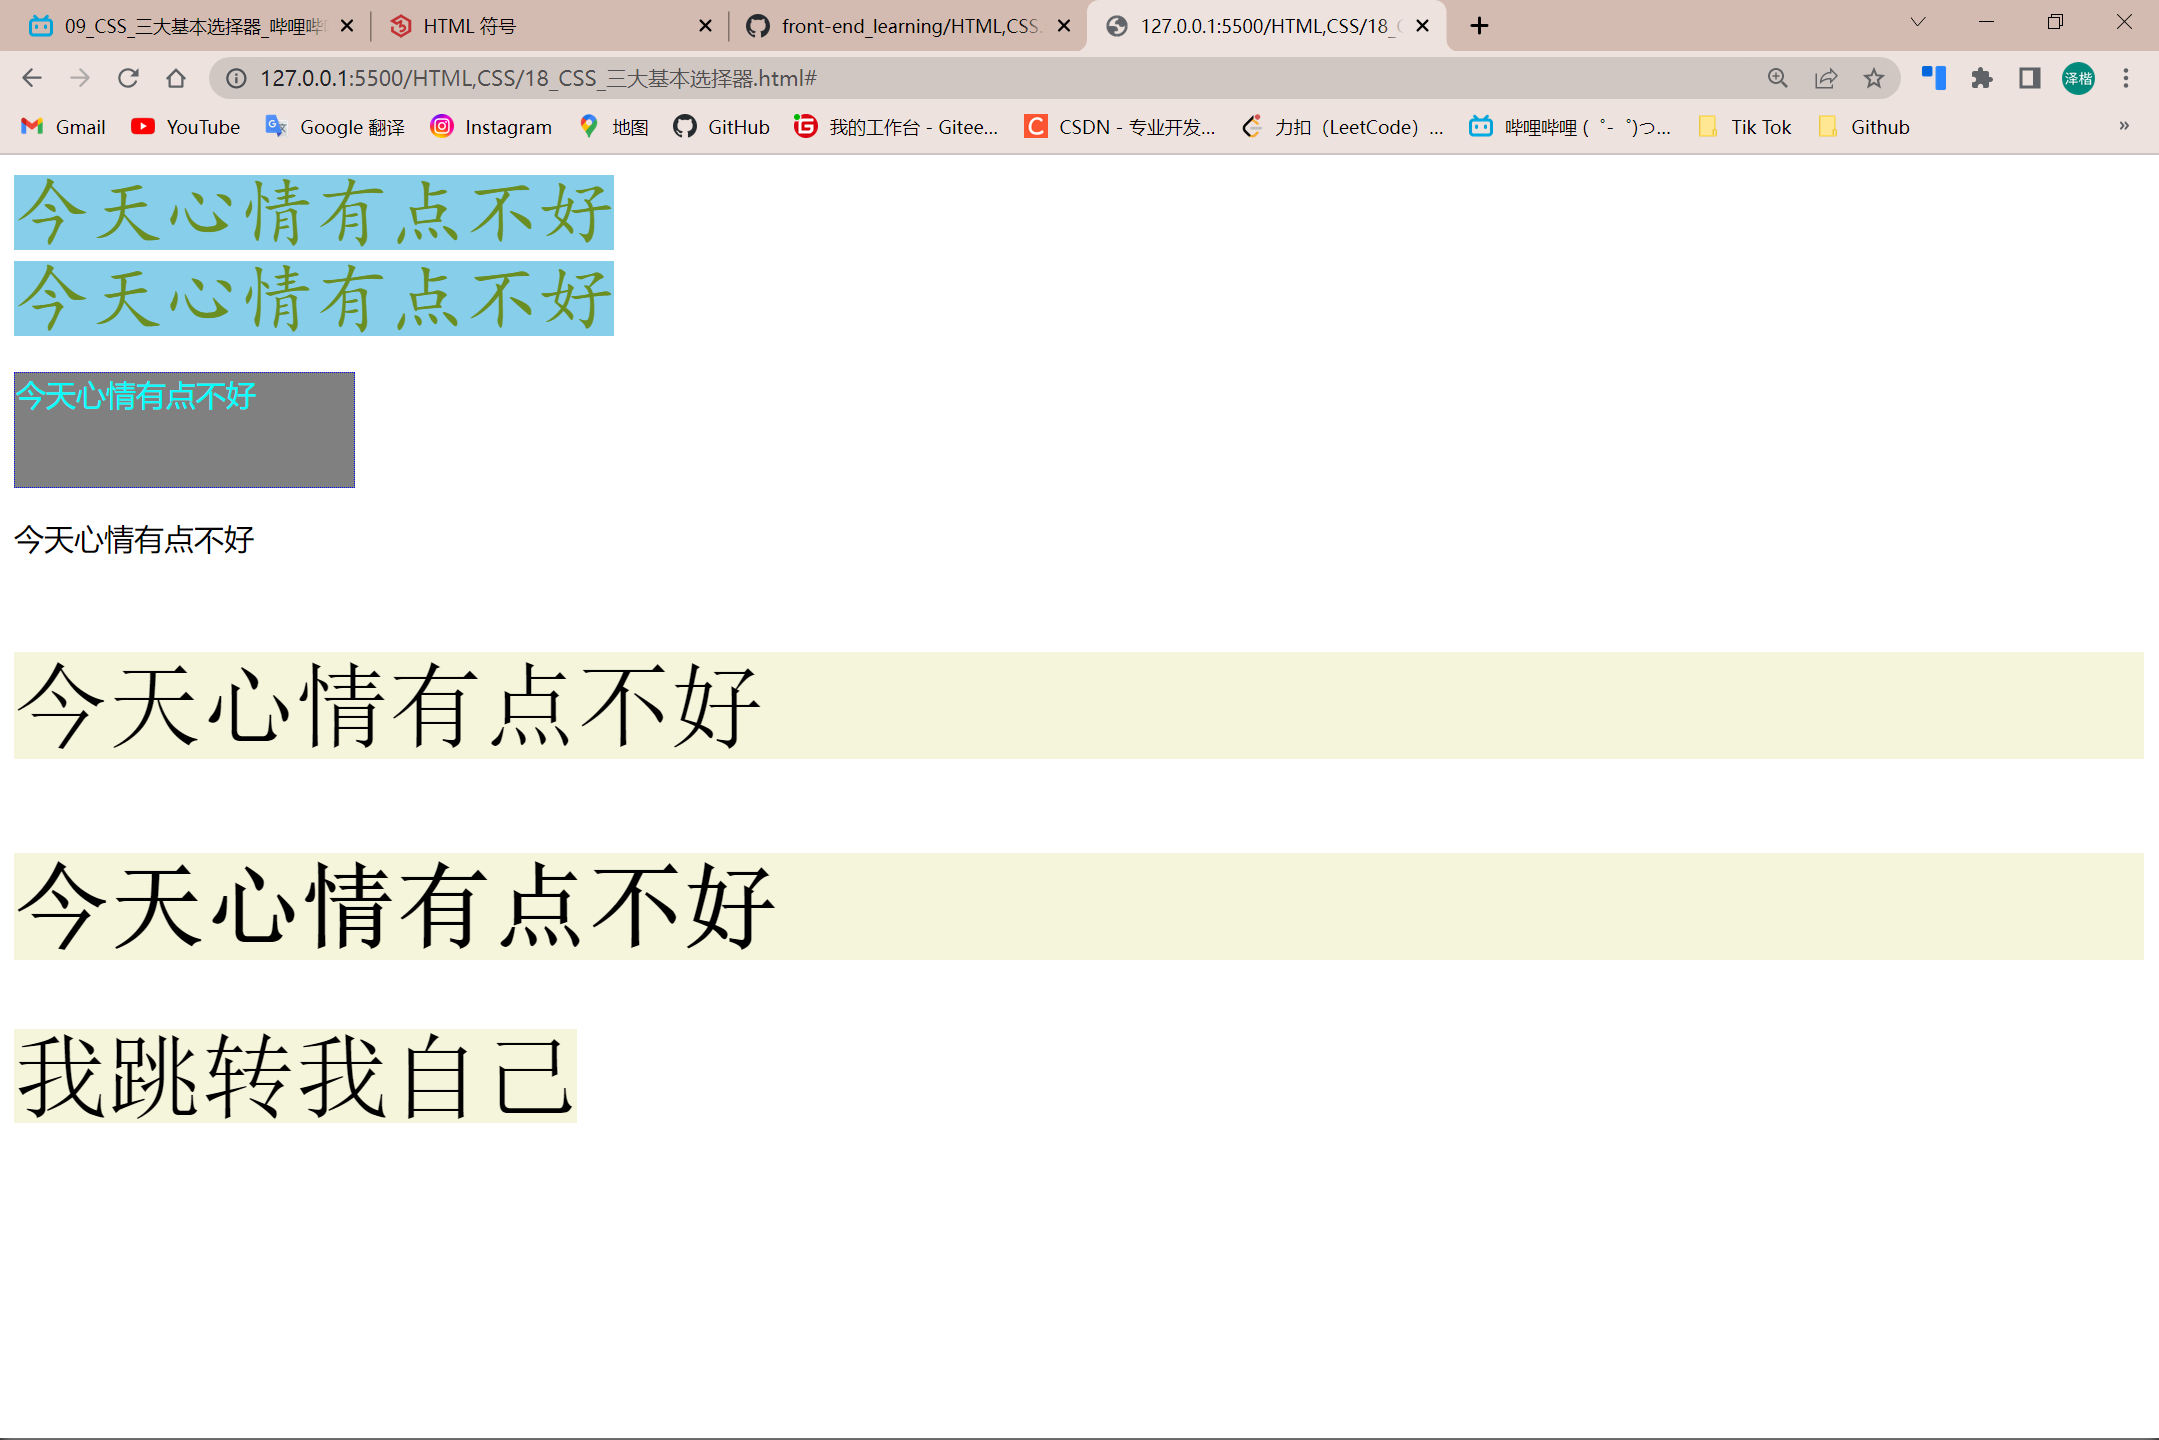 09_CSS_三大基本选择器_哔哩哔
HTML 符号
front-end_learning/HTML,CSS
127.0.0.1:5500/HTML,CSS/18_
127.0.0.1:5500/HTML,CSS/18_CSS_三大基本选择器.html#
泽楷
Gmail YouTube Google 翻译 Instagram 地图 GitHub 我的工作台 - Gitee... CSDN - 专业开发... 力扣（LeetCode）... 哔哩哔哩 (゜-゜)つ... Tik Tok Github »
今天心情有点不好
今天心情有点不好
今天心情有点不好
今天心情有点不好
今天心情有点不好
今天心情有点不好
我跳转我自己